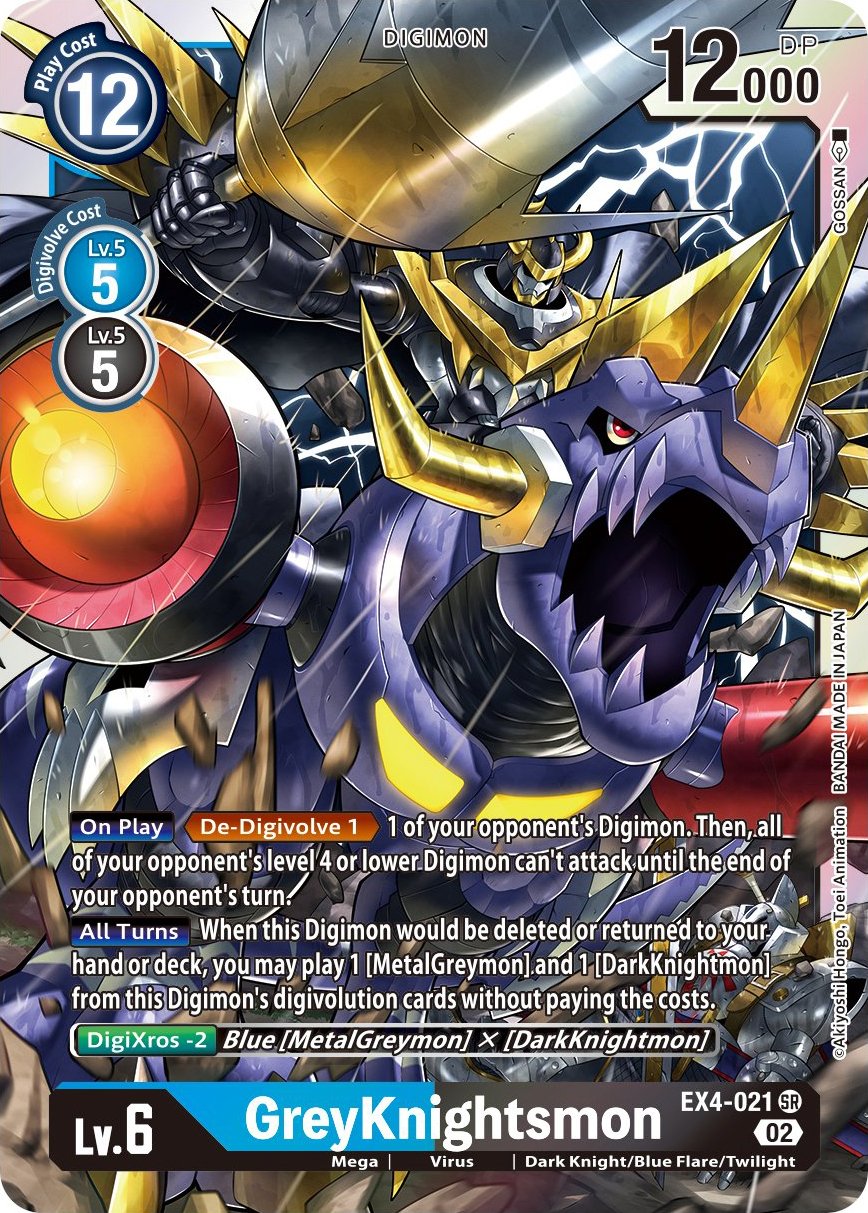 DIGIMON
Play Cost
12
12000
DP
Digivolve Cost
Lv.5
5
Lv.5
5
GOSSAN
BANDAI MADE IN JAPAN
©Akiyoshi Hongo, Toei Animation
On Play De-Digivolve 1 1 of your opponent's Digimon. Then, all
of your opponent's level 4 or lower Digimon can't attack until the end of
your opponent's turn.
All Turns When this Digimon would be deleted or returned to your
hand or deck, you may play 1 [MetalGreymon] and 1 [DarkKnightmon]
from this Digimon's digivolution cards without paying the costs.
DigiXros -2 Blue [MetalGreymon] × [DarkKnightmon]
Lv.6
GreyKnightsmon
EX4-021 SR
02
Mega | Virus | Dark Knight/Blue Flare/Twilight